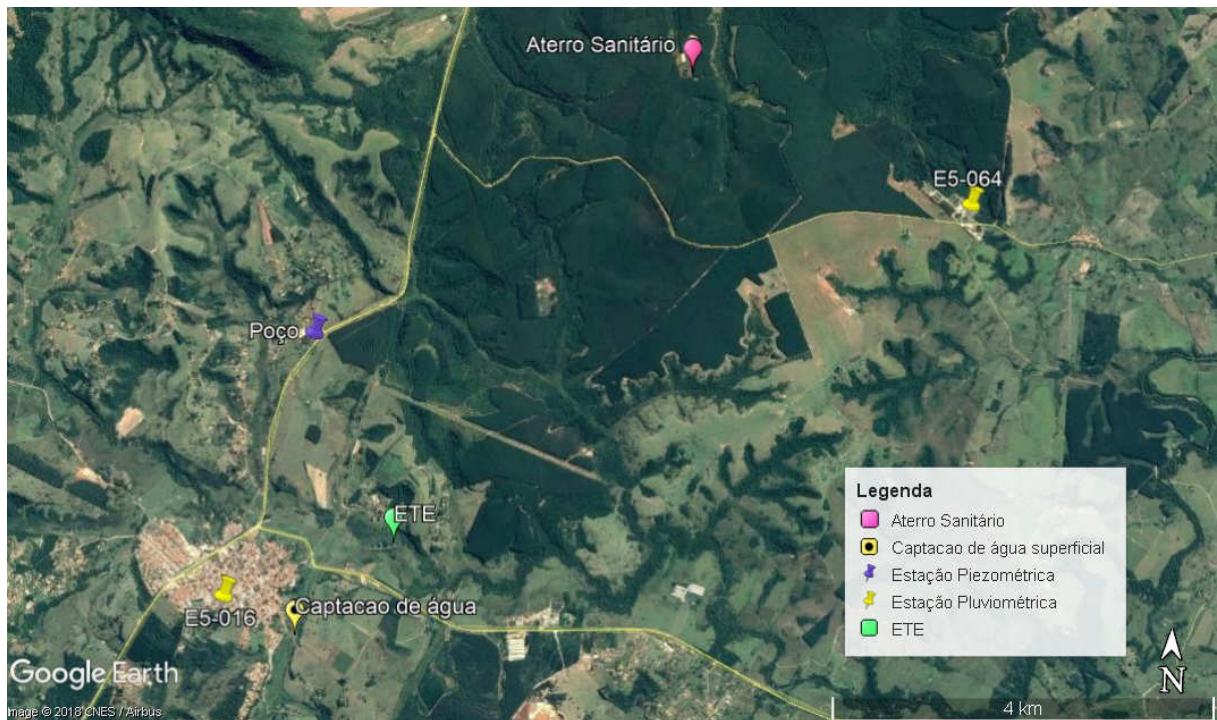 Aterro Sanitário
E5-064
Poço
ETE
E5-016
Captacao de água
Legenda
Aterro Sanitário
Captacao de água superficial
Estação Piezométrica
Estação Pluviométrica
ETE
N
4 km
Google Earth
Image © 2018 CNES / Airbus